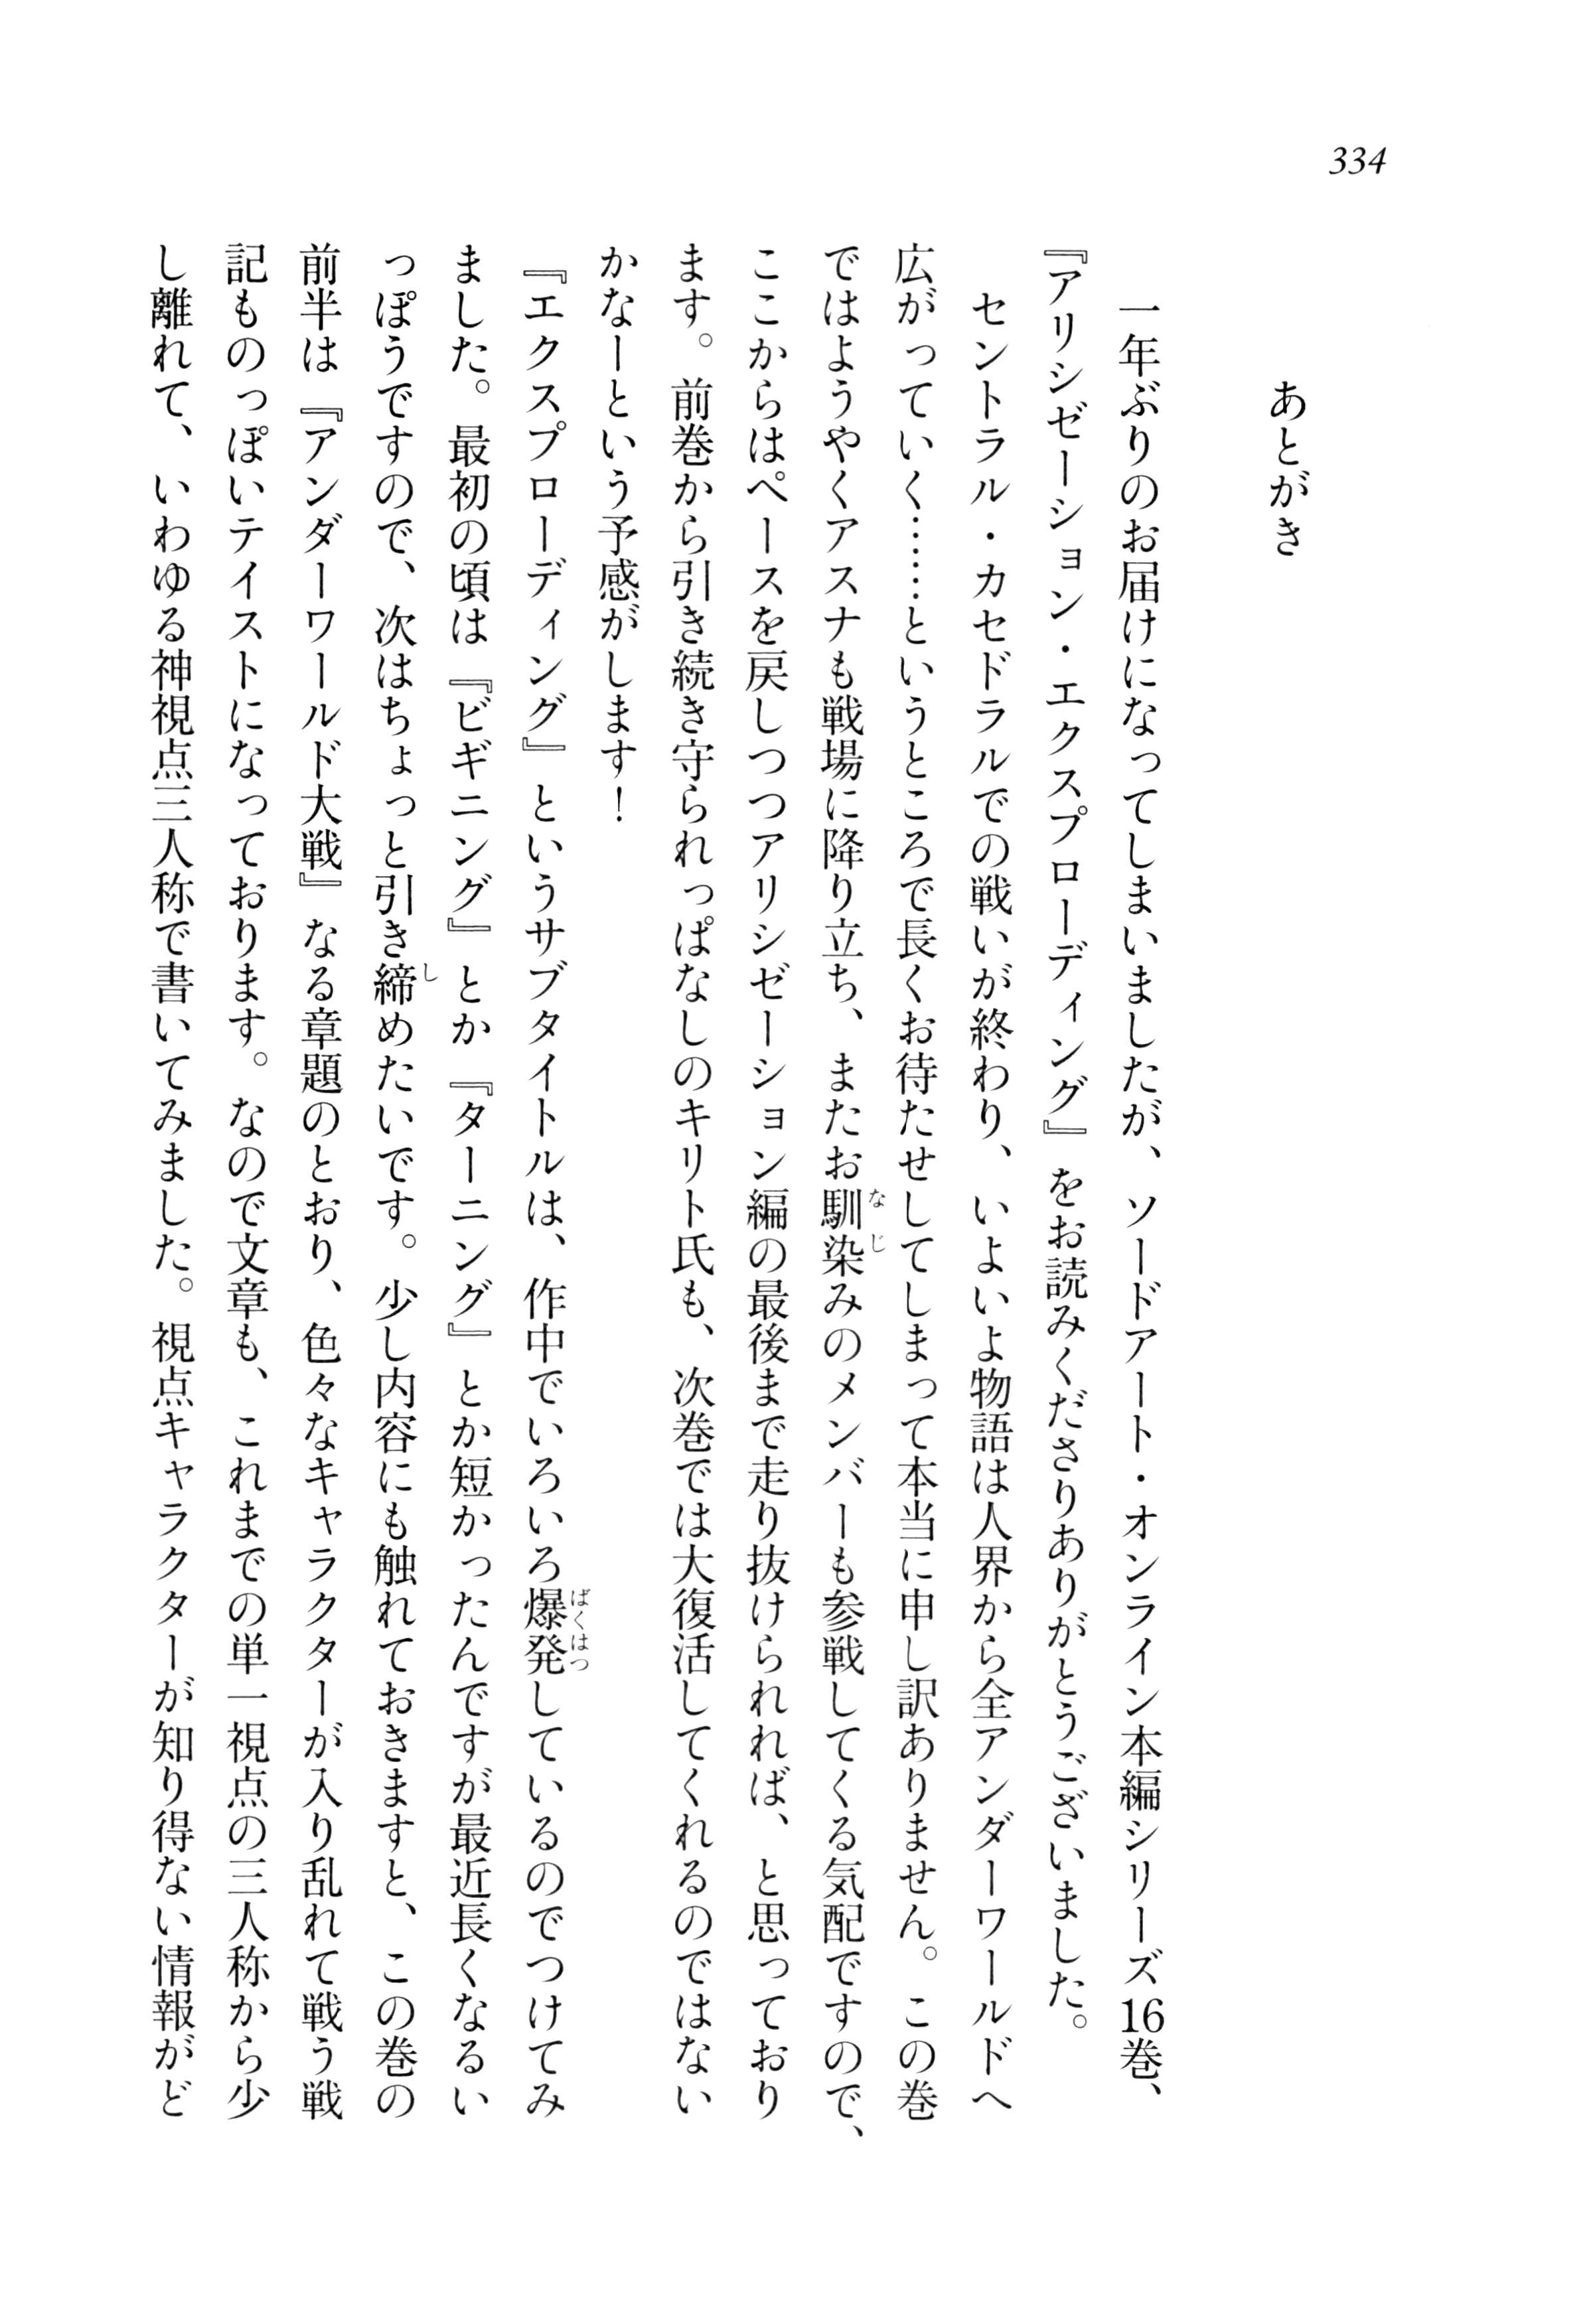 334
あとがき
一年ぶりのお届けになってしまいましたが、ソードアート・オンライン本編シリーズ16巻、
『アリシゼーション・エクスプローディング』をお読みくださりありがとうございました。
セントラル・カセドラルでの戦いが終わり、いよいよ物語は人界から全アンダーワールドへ
広がっていく……というところで長くお待たせしてしまって本当に申し訳ありません。この巻
ではようやくアスナも戦場に降り立ち、またお馴染みのメンバーも参戦してくる気配ですので、
ここからはペースを戻しつつアリシゼーション編の最後まで走り抜けられれば、と思っており
ます。前巻から引き続き守られっぱなしのキリト氏も、次巻では大復活してくれるのではない
かなーという予感がします！
『エクスプローディング』というサブタイトルは、作中でいろいろ爆発しているのでつけてみ
ました。最初の頃は『ビギニング』とか『ターニング』とか短かったんですが最近長くなるい
っぽうですので、次はちょっと引き締めたいです。少し内容にも触れておきますと、この巻の
前半は『アンダーワールド大戦』なる章題のとおり、色々なキャラクターが入り乱れて戦う戦
記ものっぽいテイストになっております。なので文章も、これまでの単一視点の三人称から少
し離れて、いわゆる神視点三人称で書いてみました。視点キャラクターが知り得ない情報がど